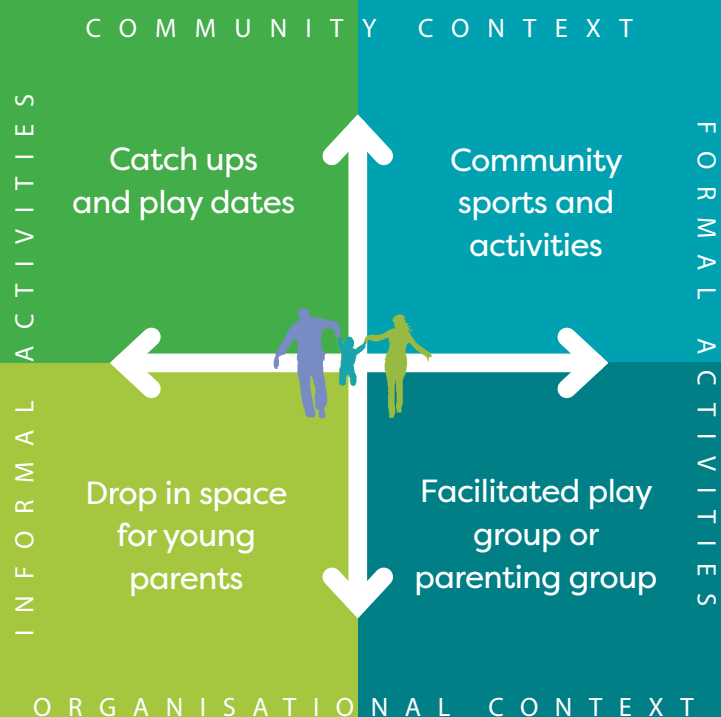 COMMUNITY CONTEXT
INFORMAL ACTIVITIES
Catch ups
and play dates
Community
sports and
activities
FORMAL ACTIVITIES
Drop in space
for young
parents
Facilitated play
group or
parenting group
ORGANISATIONAL CONTEXT